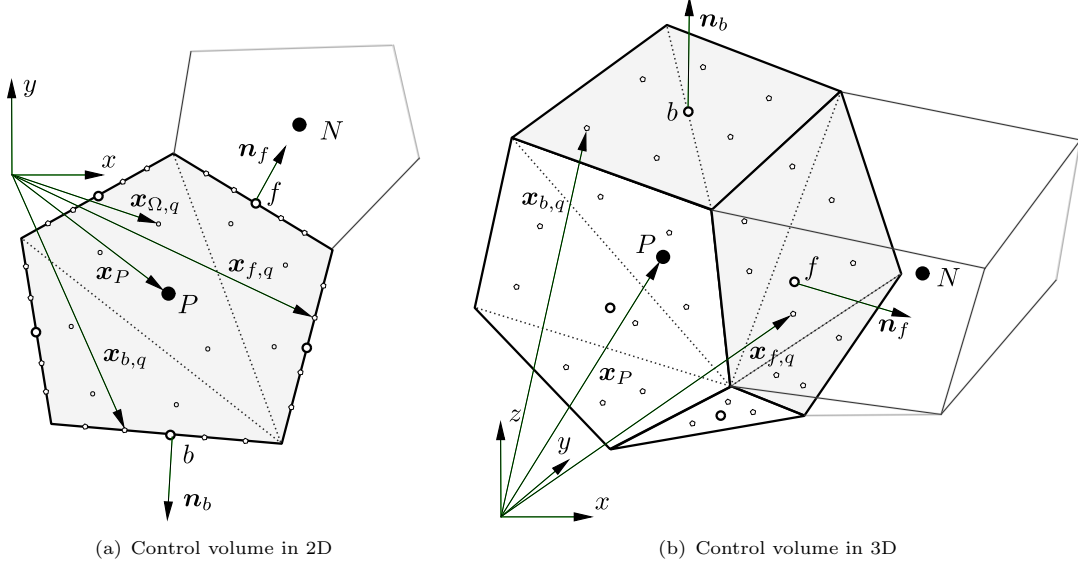 y
x
N
n_f
f
x_{Ω,q}
x_{f,q}
x_P
P
x_{b,q}
b
n_b
(a) Control volume in 2D
n_b
b
x_{b,q}
P
f
N
n_f
x_{f,q}
x_P
z
y
x
(b) Control volume in 3D